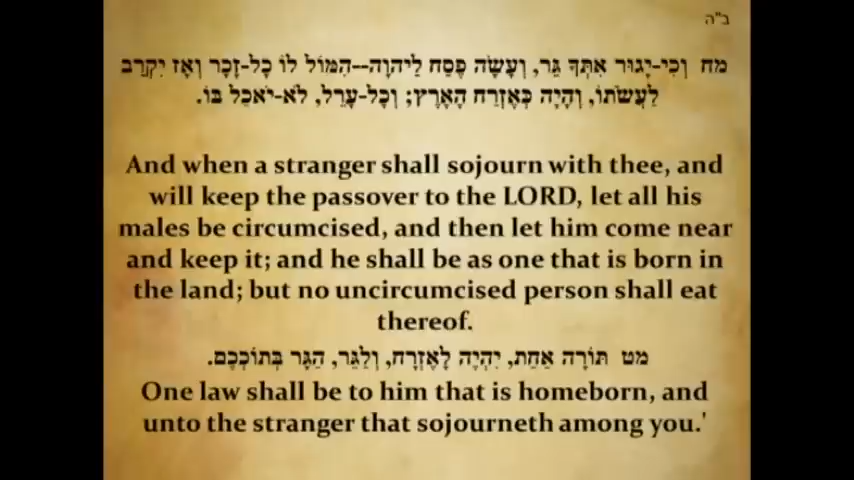 ב"ה
מח וְכִי-יָגוּר אִתְּךָ גֵּר, וְעָשָׂה פֶסַח לַיהוָה--הִמּוֹל לוֹ כָל-זָכָר וְאָז יִקְרַב
לַעֲשֹׂתוֹ, וְהָיָה כְּאֶזְרַח הָאָרֶץ; וְכָל-עָרֵל, לֹא-יֹאכַל בּוֹ.
And when a stranger shall sojourn with thee, and
will keep the passover to the LORD, let all his
males be circumcised, and then let him come near
and keep it; and he shall be as one that is born in
the land; but no uncircumcised person shall eat
thereof.
מט תּוֹרָה אַחַת, יִהְיֶה לָאֶזְרָח, וְלַגֵּר, הַגָּר בְּתוֹכְכֶם.
One law shall be to him that is homeborn, and
unto the stranger that sojourneth among you.'